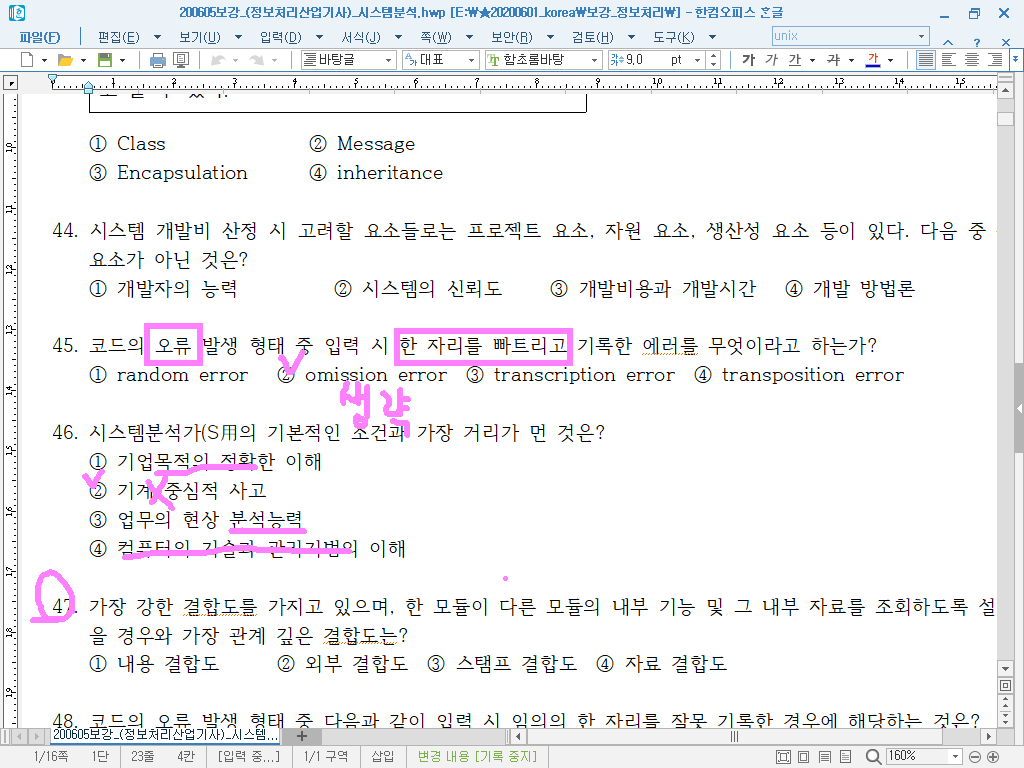 200605보강_(정보처리산업기사)_시스템분석.hwp [E:\★20200601_korea\보강_정보처리\] - 한컴오피스 한글
파일(F) 편집(E) 보기(U) 입력(D) 서식(J) 쪽(W) 보안(R) 검토(H) 도구(K) unix
바탕글 대표 함초롬바탕 9.0 pt 가 가 가 가 가
1 2 3 4 5 6 7 8 9 10 11 12 13 14 15
① Class ② Message
③ Encapsulation ④ inheritance
44. 시스템 개발비 산정 시 고려할 요소들로는 프로젝트 요소, 자원 요소, 생산성 요소 등이 있다. 다음 중
요소가 아닌 것은?
① 개발자의 능력 ② 시스템의 신뢰도 ③ 개발비용과 개발시간 ④ 개발 방법론
45. 코드의 오류 발생 형태 중 입력 시 한 자리를 빠트리고 기록한 에러를 무엇이라고 하는가?
① random error ② omission error ③ transcription error ④ transposition error
생략
46. 시스템분석가(S用의 기본적인 조건과 가장 거리가 먼 것은?
① 기업목적의 정확한 이해
② 기계 중심적 사고
③ 업무의 현상 분석능력
④ 컴퓨터의 기술과 관리기법의 이해
47. 가장 강한 결합도를 가지고 있으며, 한 모듈이 다른 모듈의 내부 기능 및 그 내부 자료를 조회하도록 설
을 경우와 가장 관계 깊은 결합도는?
① 내용 결합도 ② 외부 결합도 ③ 스탬프 결합도 ④ 자료 결합도
48. 코드의 오류 발생 형태 중 다음과 같이 입력 시 임의의 한 자리를 잘못 기록한 경우에 해당하는 것은?
200605보강_(정보처리산업기사)_시스템...
1/16쪽 1단 23줄 4칸 [입력 중...] 1/1 구역 삽입 변경 내용 [기록 중지] 160%